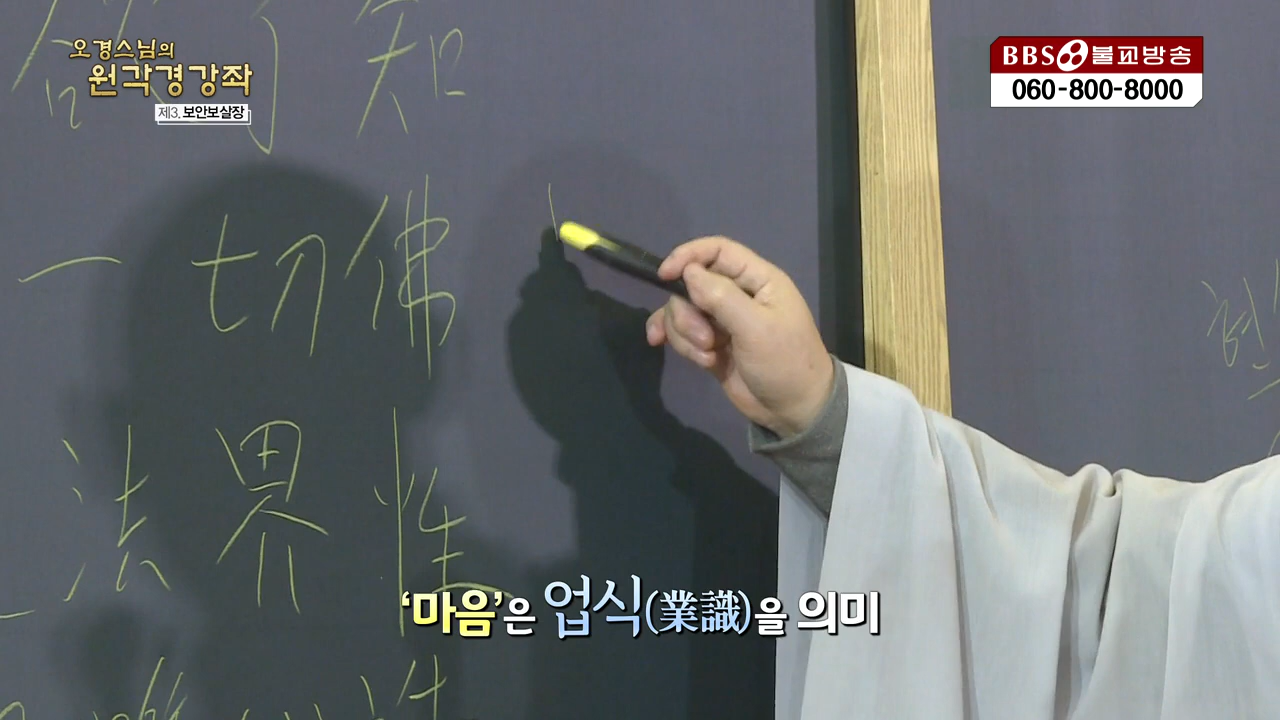 오경스님의
원각경 강좌
제3. 보안보살장
BBS 불교방송
060-800-8000
知
一切佛
法界性
‘마음’은 업식(業識)을 의미